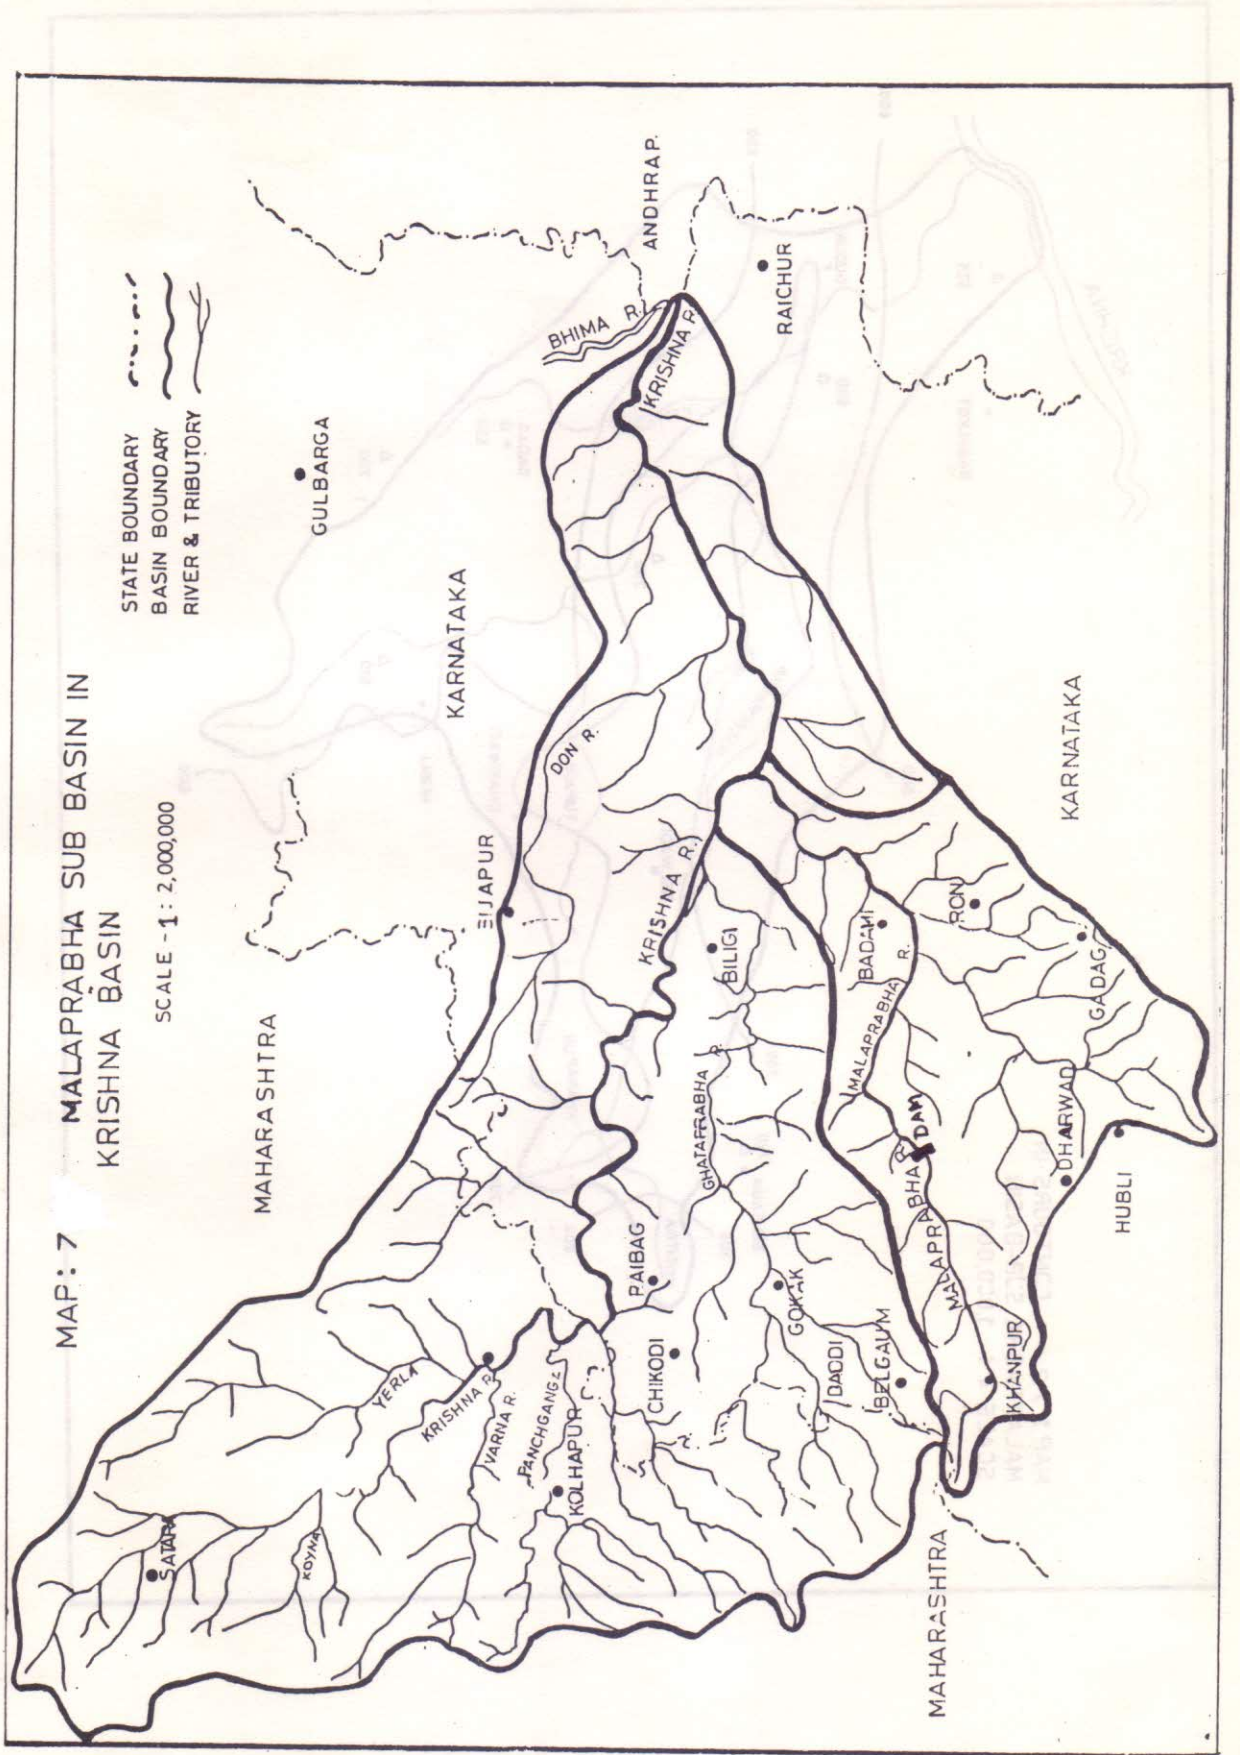 MAP: 7 MALAPRABHA SUB BASIN IN
KRISHNA BASIN
SCALE - 1: 2,000,000
STATE BOUNDARY
BASIN BOUNDARY
RIVER & TRIBUTORY
MAHARASHTRA
KARNATAKA
GULBARGA
BIJAPUR
ANDHRA P.
BHIMA R.
KRISHNA R.
RAICHUR
DON R.
KRISHNA R.
BILIGI
SATARA
KOYNA
YERLA
KRISHNA R.
VARNA R.
PANCHGANGA
KOLHAPUR
RAIBAG
CHIKODI
GHATAPRABHA R.
GOKAK
DADDI
BELGAUM
MALAPRABHA R.
DAM
MALAPRABHA R.
BADAMI
RON
GADAG
KHANPUR
DHARWAD
HUBLI
KARNATAKA
MAHARASHTRA